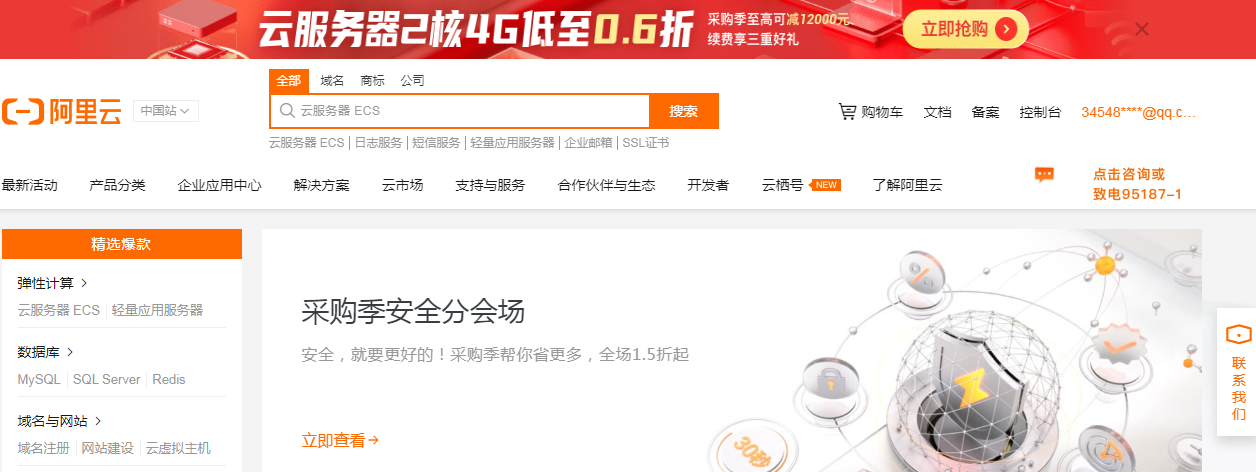 云服务器2核4G低至0.6折
采购季至高可减12000元
续费享三重好礼
立即抢购
阿里云
中国站
全部 域名 商标 公司
云服务器 ECS
搜索
云服务器 ECS | 日志服务 | 短信服务 | 轻量应用服务器 | 企业邮箱 | SSL证书
购物车 文档 备案 控制台 34548****@qq.c...
最新活动 产品分类 企业应用中心 解决方案 云市场 支持与服务 合作伙伴与生态 开发者 云栖号 NEW 了解阿里云
点击咨询或
致电95187-1
精选爆款
弹性计算
云服务器 ECS | 轻量应用服务器
数据库
MySQL | SQL Server | Redis
域名与网站
域名注册 | 网站建设 | 云虚拟主机
采购季安全分会场
安全，就要更好的！采购季帮你省更多，全场1.5折起
立即查看
30秒
联系我们